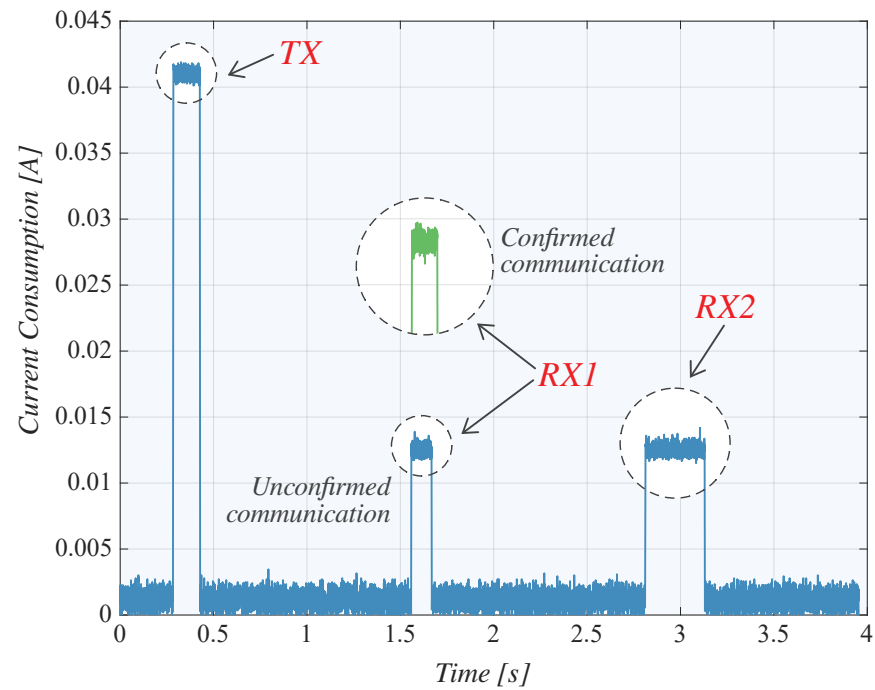 0.045
TX
0.04
0.035
0.03
Confirmed
communication
0.025
RX2
0.02
RX1
0.015
0.01
Unconfirmed
communication
0.005
0
0 0.5 1 1.5 2 2.5 3 3.5 4
Time [s]
Current Consumption [A]